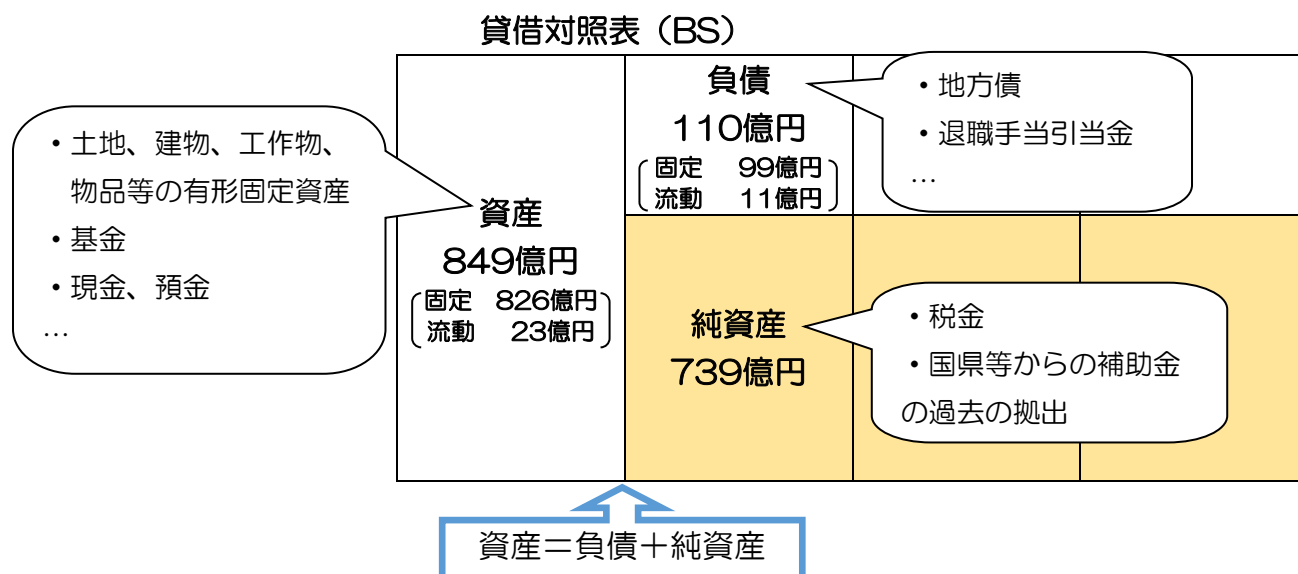 貸借対照表（BS）
・土地、建物、工作物、
物品等の有形固定資産
・基金
・現金、預金
…
資産
849億円
固定　826億円
流動　23億円
負債
110億円
固定　99億円
流動　11億円
・地方債
・退職手当引当金
…
純資産
739億円
・税金
・国県等からの補助金
の過去の拠出
資産＝負債＋純資産